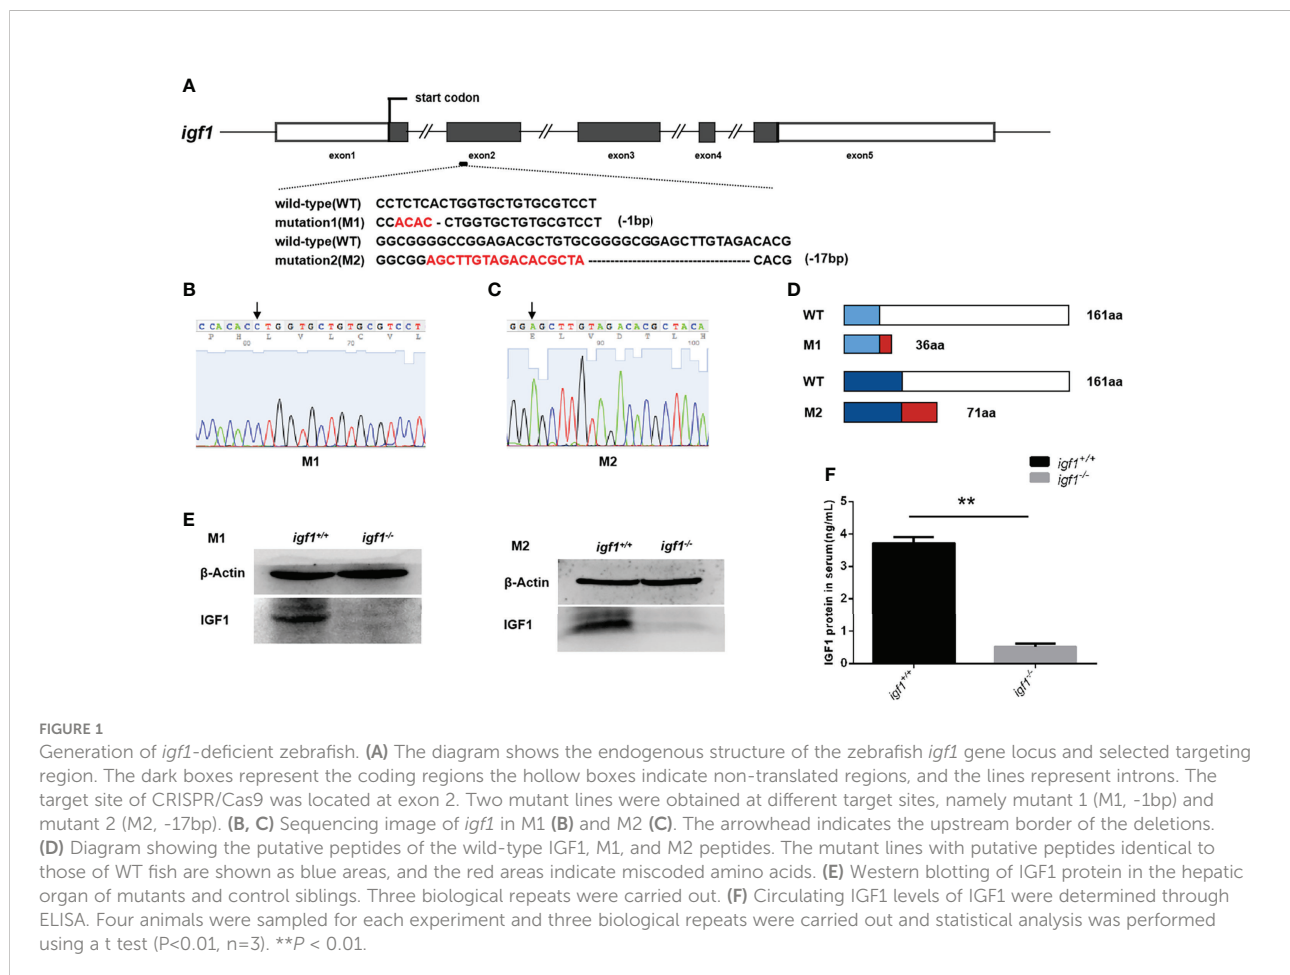 A
start codon
igf1
exon1 exon2 exon3 exon4 exon5
wild-type(WT) CCTCTCACTGGTGCTGTGCGTCCT
mutation1(M1) CCACAC - CTGGTGCTGTGCGTCCT (-1bp)
wild-type(WT) GGCGGGGCCGGAGACGCTGTGCGGGGCGGAGCTTGTAGACACG
mutation2(M2) GGCGGAGCTTGTAGACACGCTA ---------------------------------- CACG (-17bp)
B
C C A C A C C T G G T G C T G T G C G T C C T
P H L V L C V L
60 70
M1
C
G G A G C T T G T A G A C A C G C T A C A
E L V D T L H
90 100
M2
D
WT 161aa
M1 36aa
WT 161aa
M2 71aa
E
M1 igf1+/+ igf1-/-
β-Actin
IGF1
M2 igf1+/+ igf1-/-
β-Actin
IGF1
F
igf1+/+
igf1-/-
**
IGF1 protein in serum(ng/mL)
5
4
3
2
1
0
igf1+/+ igf1-/-
FIGURE 1
Generation of igf1-deficient zebrafish. (A) The diagram shows the endogenous structure of the zebrafish igf1 gene locus and selected targeting
region. The dark boxes represent the coding regions the hollow boxes indicate non-translated regions, and the lines represent introns. The
target site of CRISPR/Cas9 was located at exon 2. Two mutant lines were obtained at different target sites, namely mutant 1 (M1, -1bp) and
mutant 2 (M2, -17bp). (B, C) Sequencing image of igf1 in M1 (B) and M2 (C). The arrowhead indicates the upstream border of the deletions.
(D) Diagram showing the putative peptides of the wild-type IGF1, M1, and M2 peptides. The mutant lines with putative peptides identical to
those of WT fish are shown as blue areas, and the red areas indicate miscoded amino acids. (E) Western blotting of IGF1 protein in the hepatic
organ of mutants and control siblings. Three biological repeats were carried out. (F) Circulating IGF1 levels of IGF1 were determined through
ELISA. Four animals were sampled for each experiment and three biological repeats were carried out and statistical analysis was performed
using a t test (P<0.01, n=3). **P < 0.01.